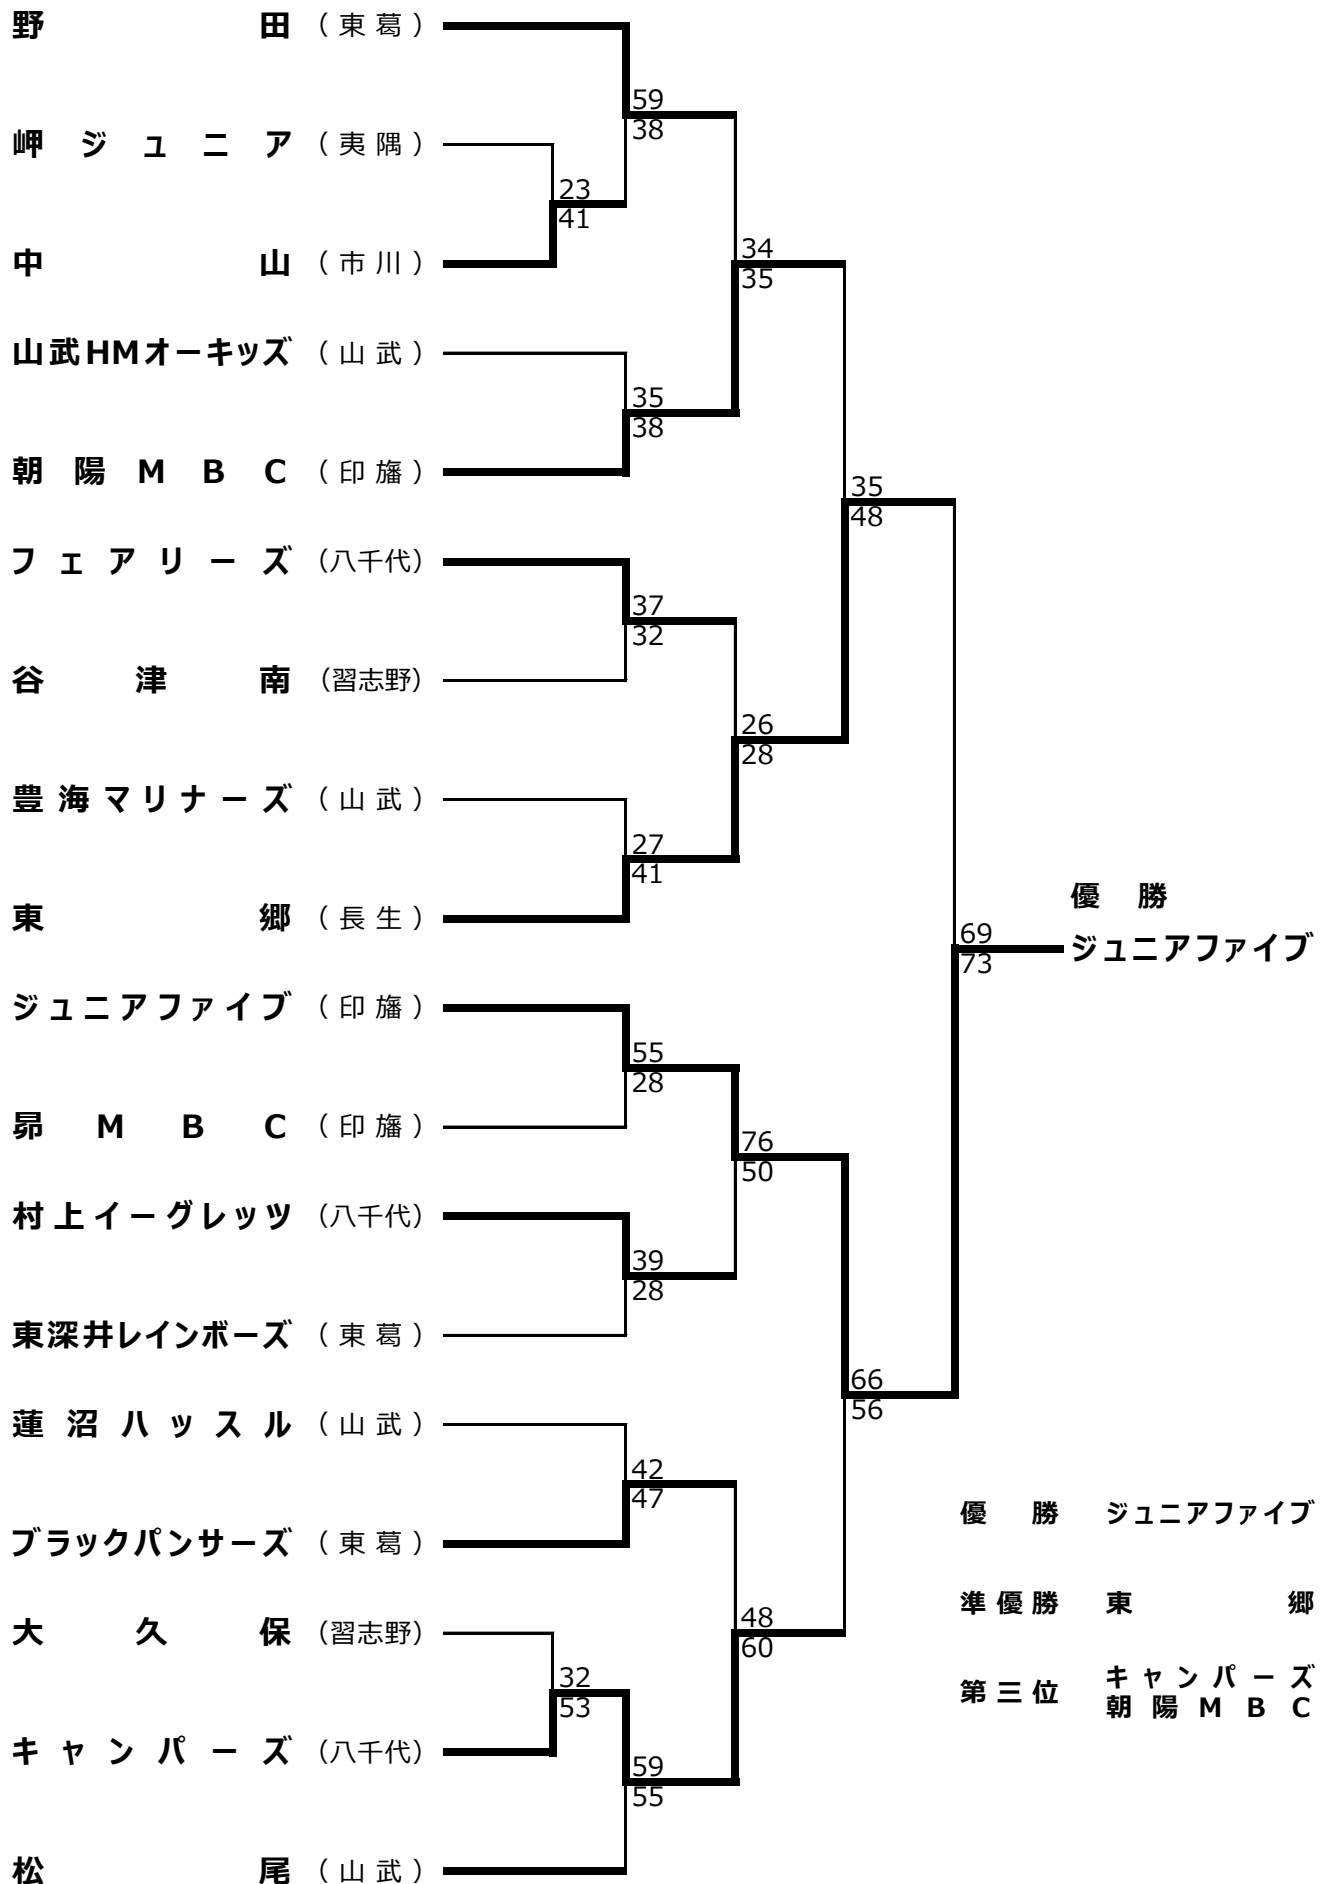 野田（東葛）
59
38
岬ジュニア（夷隅）
23
41
中山（市川）
34
35
山武HMオーキッズ（山武）
35
38
朝陽MBC（印旛）
35
48
フェアリーズ（八千代）
37
32
谷津南（習志野）
26
28
豊海マリナーズ（山武）
27
41
優勝
東郷（長生）
69
73
ジュニアファイブ
ジュニアファイブ（印旛）
55
28
昴MBC（印旛）
76
50
村上イーグレッツ（八千代）
39
28
東深井レインボーズ（東葛）
66
56
蓮沼ハッスル（山武）
42
47
優勝 ジュニアファイブ
ブラックパンサーズ（東葛）
準優勝 東郷
大久保（習志野）
48
60
32
53
第三位 キャンパーズ
朝陽MBC
キャンパーズ（八千代）
59
55
松尾（山武）